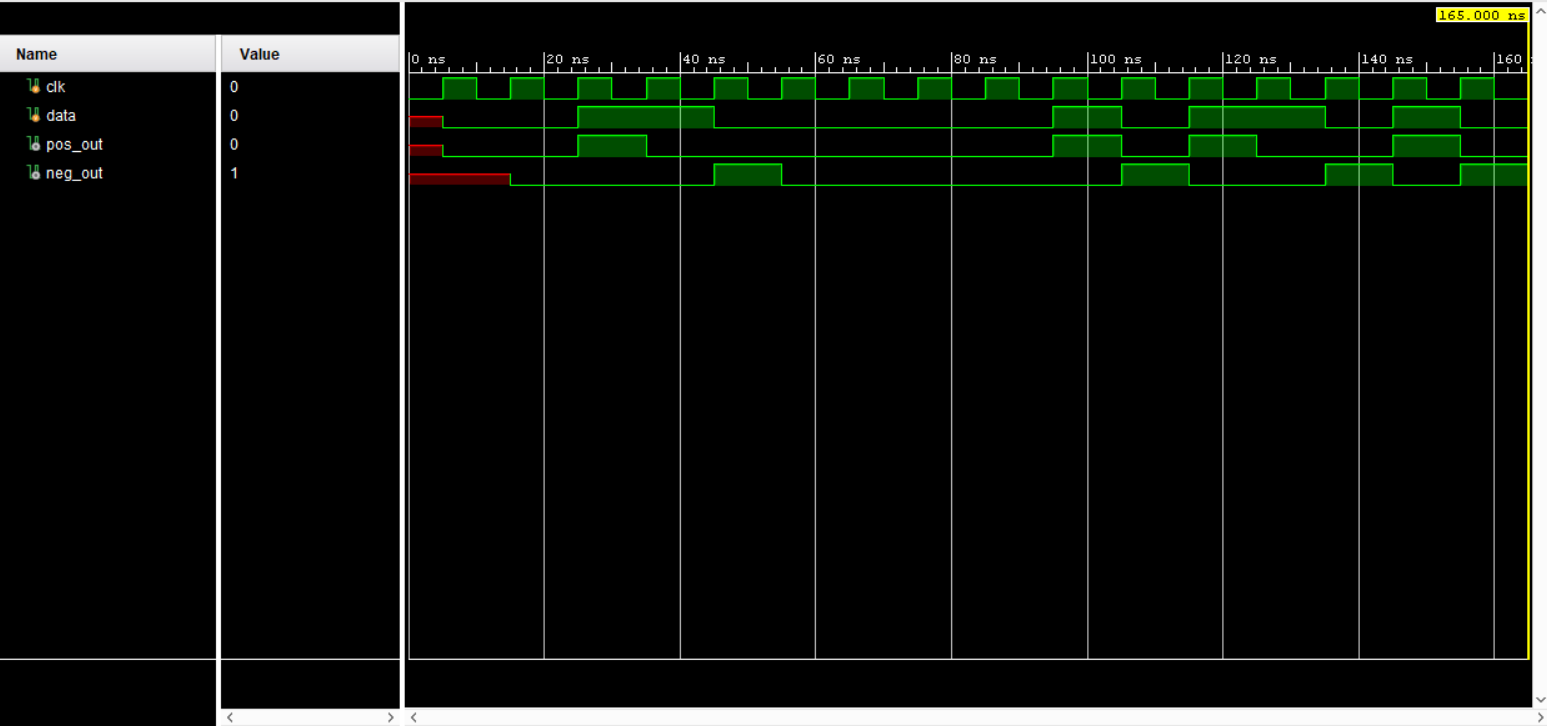 165.000 ns
Name Value
0 ns 20 ns 40 ns 60 ns 80 ns 100 ns 120 ns 140 ns 160
clk 0
data 0
pos_out 0
neg_out 1